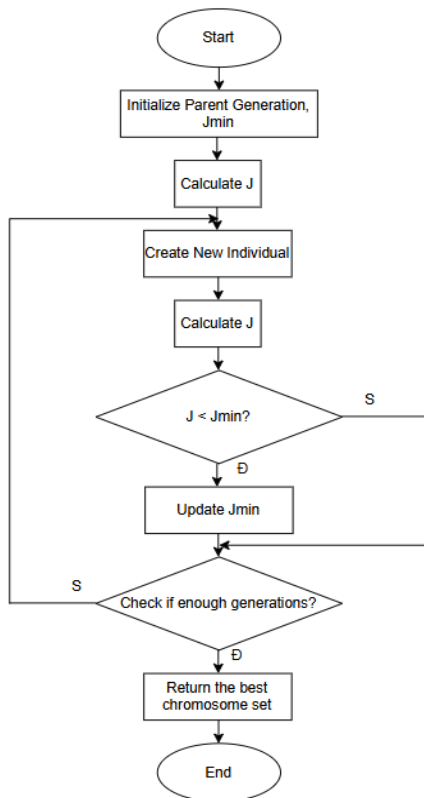 Start
Initialize Parent Generation,
Jmin
Calculate J
Create New Individual
Calculate J
J < Jmin?
S
Đ
Update Jmin
S
Check if enough generations?
Đ
Return the best
chromosome set
End